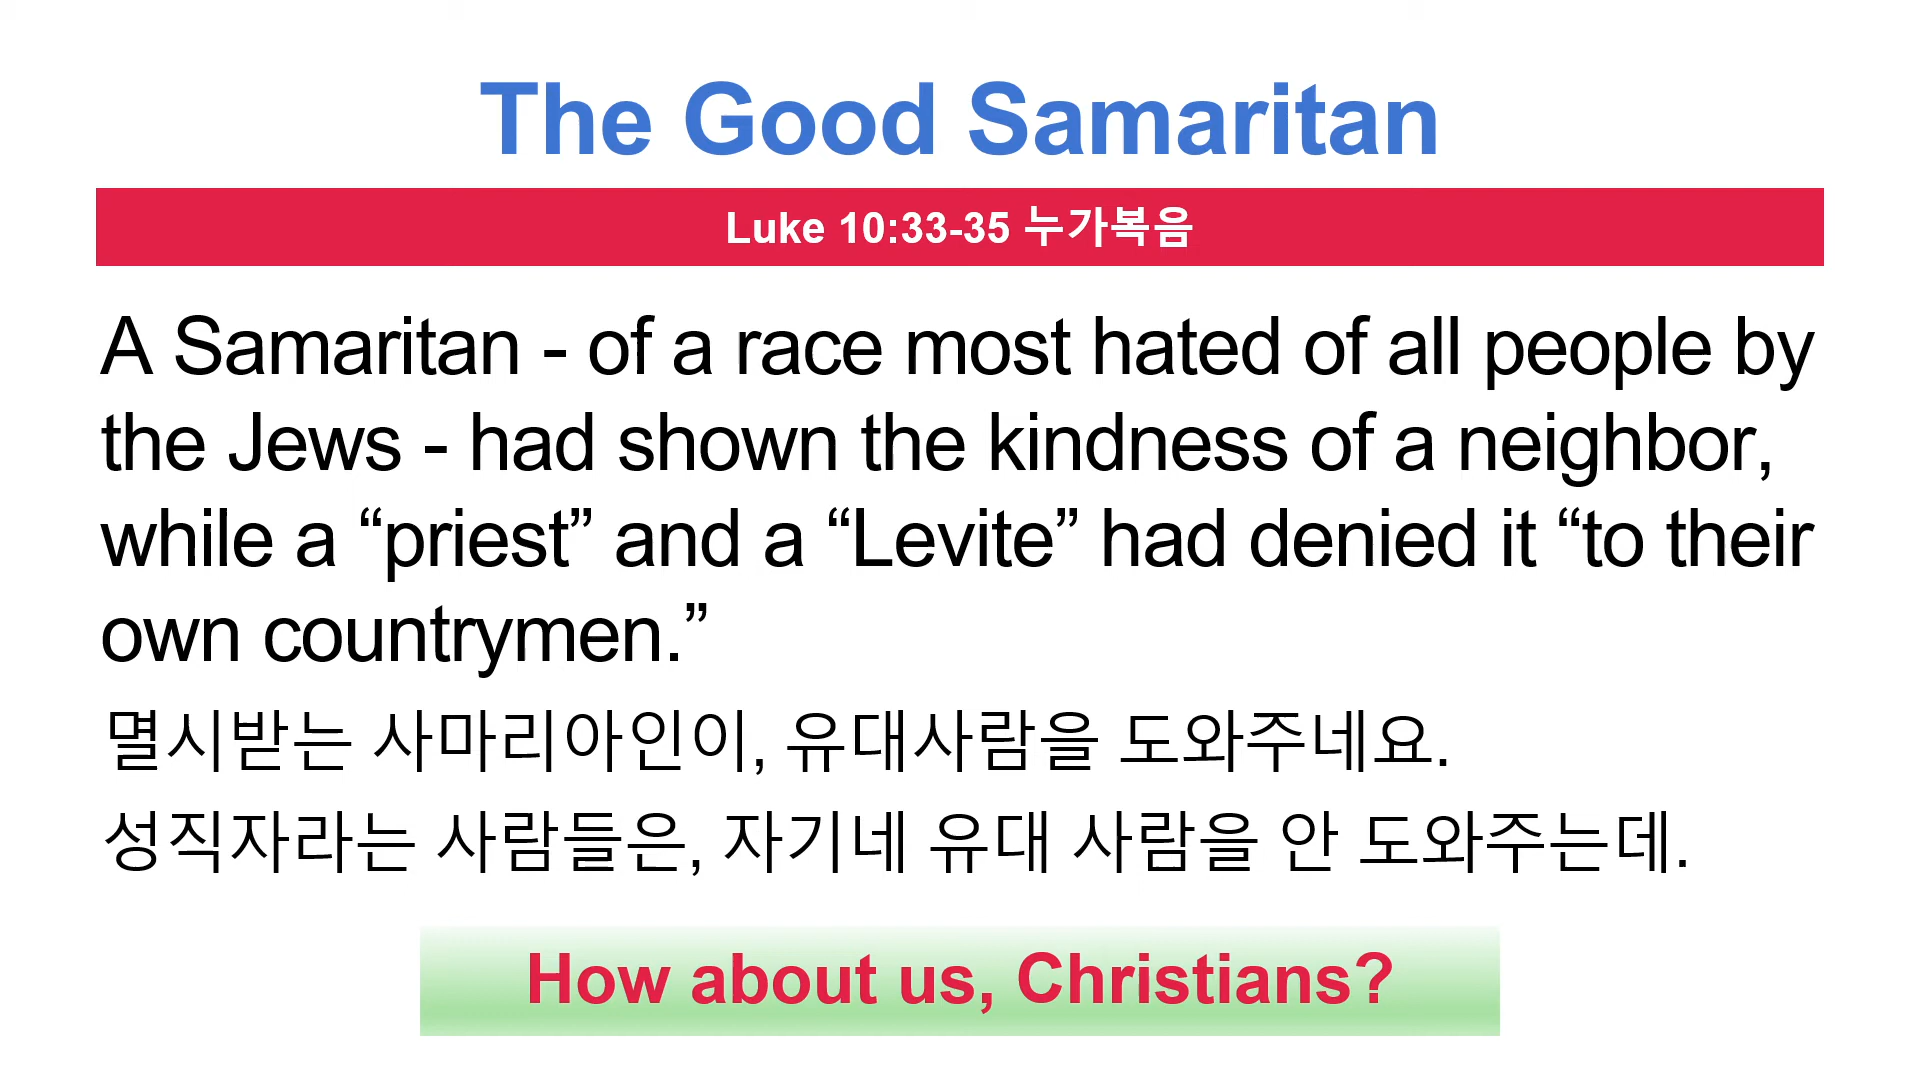 The Good Samaritan
Luke 10:33-35 누가복음
A Samaritan - of a race most hated of all people by
the Jews - had shown the kindness of a neighbor,
while a “priest” and a “Levite” had denied it “to their
own countrymen.”
멸시받는 사마리아인이, 유대사람을 도와주네요.
성직자라는 사람들은, 자기네 유대 사람을 안 도와주는데.
How about us, Christians?